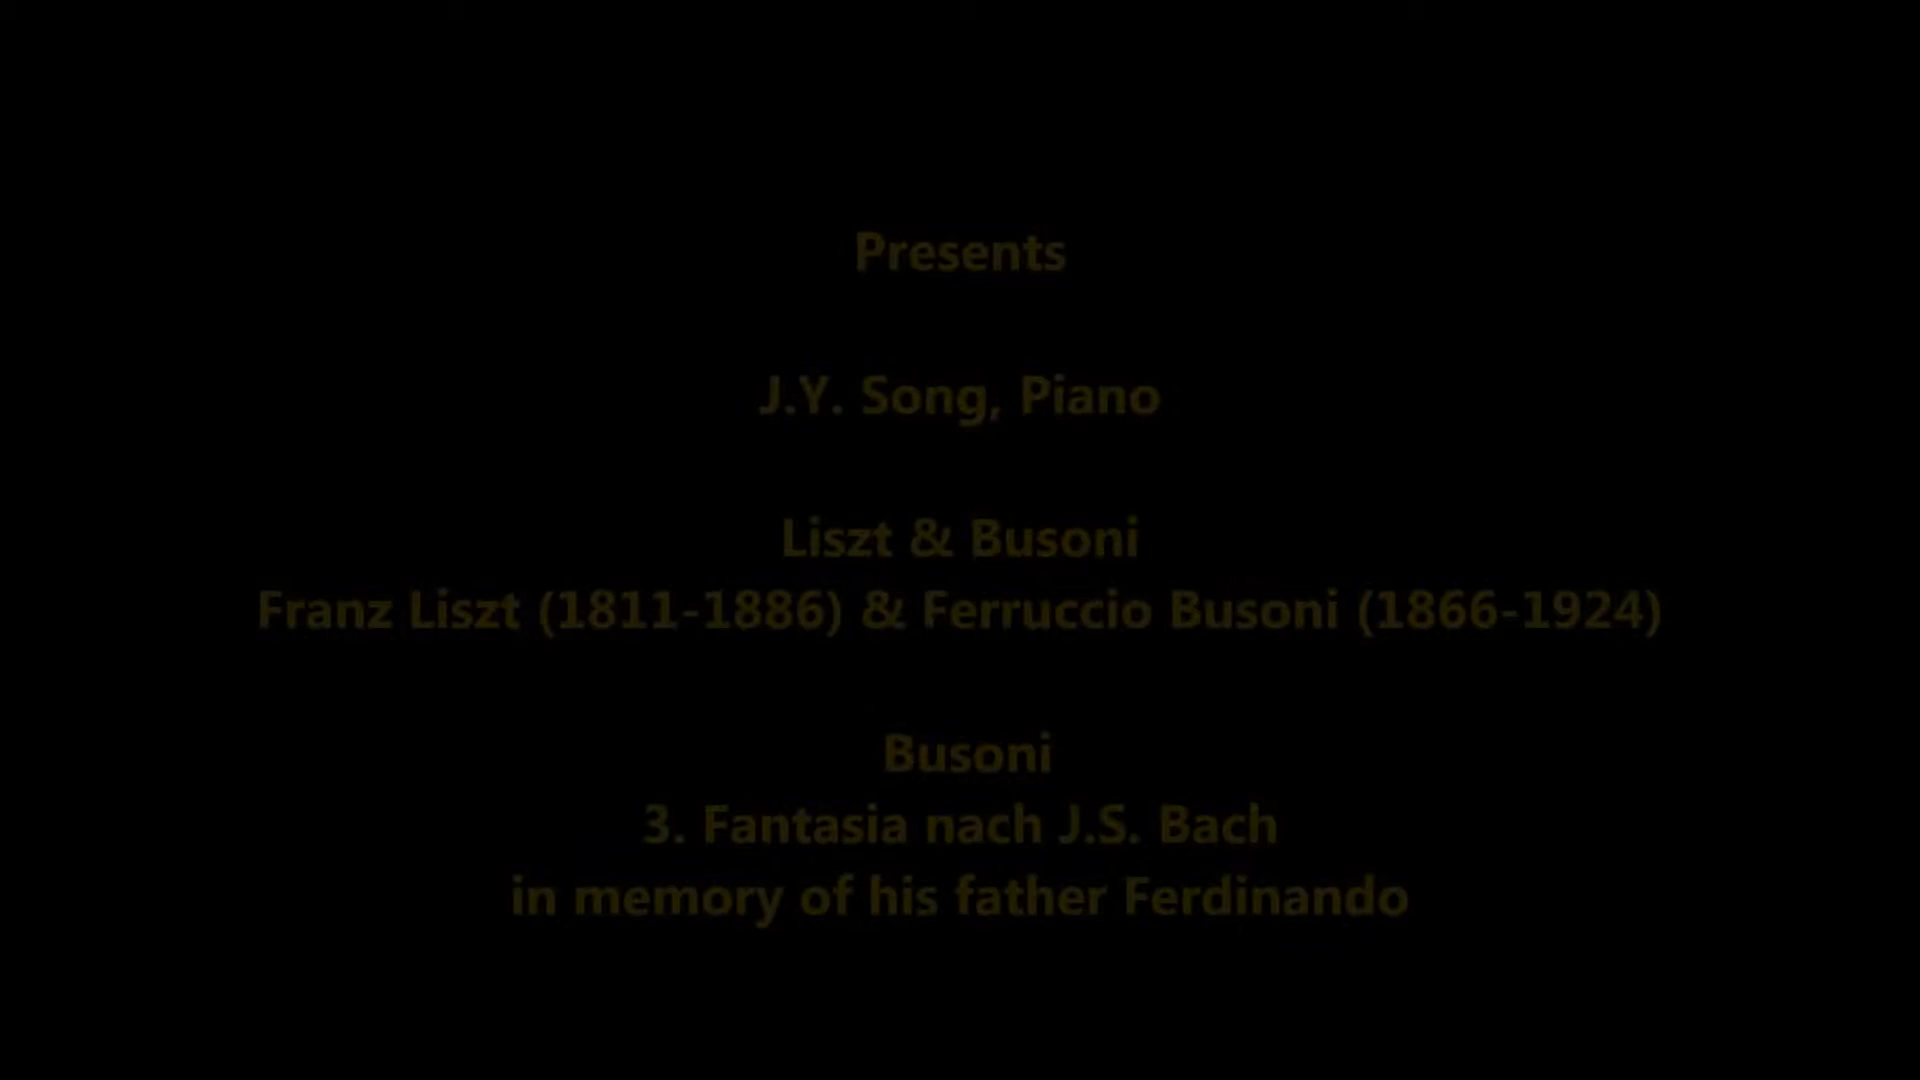 Presents
J.Y. Song, Piano
Liszt & Busoni
Franz Liszt (1811-1886) & Ferruccio Busoni (1866-1924)
Busoni
3. Fantasia nach J.S. Bach
in memory of his father Ferdinando